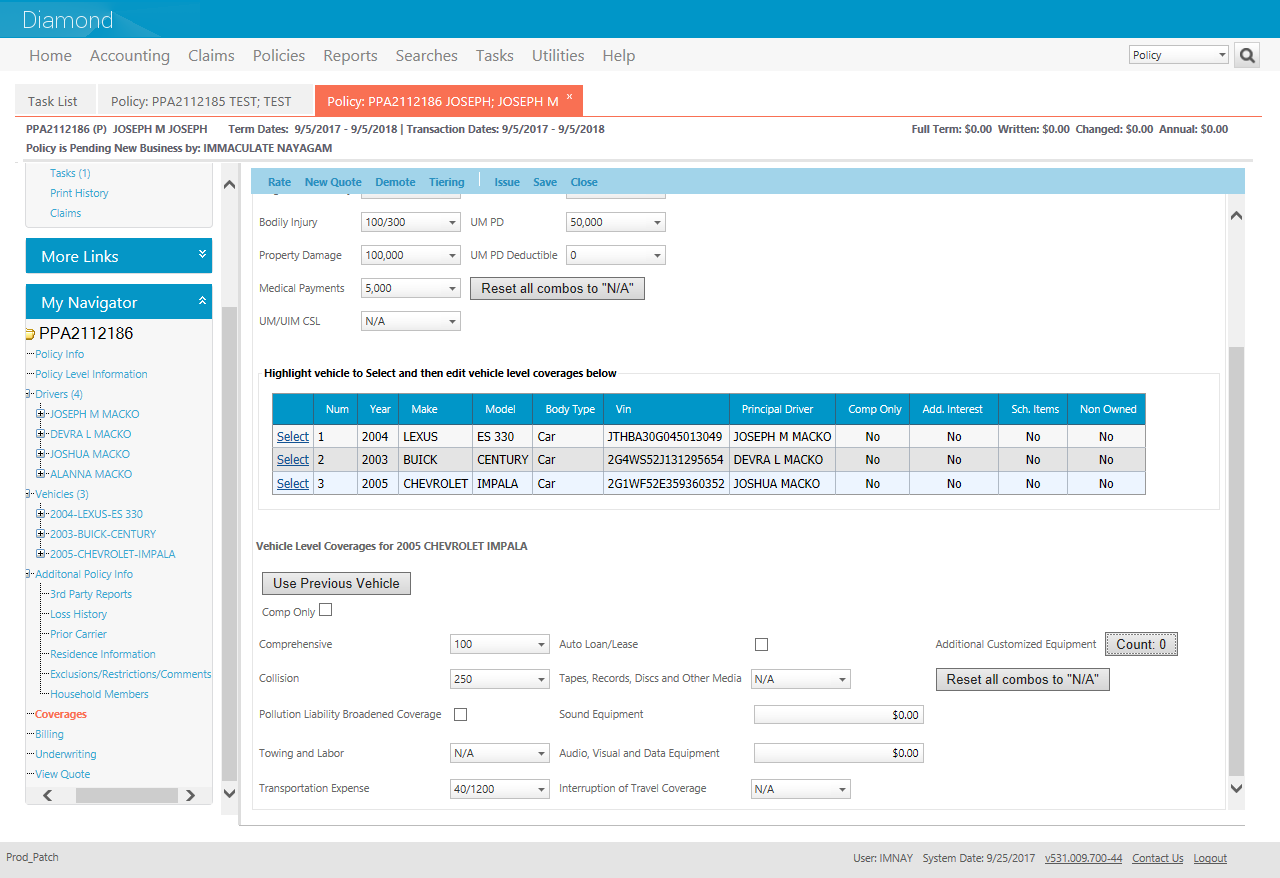 Diamond
Home Accounting Claims Policies Reports Searches Tasks Utilities Help Policy
Task List Policy: PPA2112185 TEST; TEST Policy: PPA2112186 JOSEPH; JOSEPH M ×
PPA2112186 (P) JOSEPH M JOSEPH Term Dates: 9/5/2017 - 9/5/2018 | Transaction Dates: 9/5/2017 - 9/5/2018 Full Term: $0.00 Written: $0.00 Changed: $0.00 Annual: $0.00
Policy is Pending New Business by: IMMACULATE NAYAGAM
Tasks (1)
Print History
Claims
More Links
My Navigator
PPA2112186
Policy Info
Policy Level Information
Drivers (4)
JOSEPH M MACKO
DEVRA L MACKO
JOSHUA MACKO
ALANNA MACKO
Vehicles (3)
2004-LEXUS-ES 330
2003-BUICK-CENTURY
2005-CHEVROLET-IMPALA
Additonal Policy Info
3rd Party Reports
Loss History
Prior Carrier
Residence Information
Exclusions/Restrictions/Comments
Household Members
Coverages
Billing
Underwriting
View Quote
Rate New Quote Demote Tiering Issue Save Close
Bodily Injury 100/300 UM PD 50,000
Property Damage 100,000 UM PD Deductible 0
Medical Payments 5,000 Reset all combos to "N/A"
UM/UIM CSL N/A
Highlight vehicle to Select and then edit vehicle level coverages below
Num Year Make Model Body Type Vin Principal Driver Comp Only Add. Interest Sch. Items Non Owned
Select 1 2004 LEXUS ES 330 Car JTHBA30G045013049 JOSEPH M MACKO No No No No
Select 2 2003 BUICK CENTURY Car 2G4WS52J131295654 DEVRA L MACKO No No No No
Select 3 2005 CHEVROLET IMPALA Car 2G1WF52E359360352 JOSHUA MACKO No No No No
Vehicle Level Coverages for 2005 CHEVROLET IMPALA
Use Previous Vehicle
Comp Only
Comprehensive 100 Auto Loan/Lease Additional Customized Equipment Count: 0
Collision 250 Tapes, Records, Discs and Other Media N/A Reset all combos to "N/A"
Pollution Liability Broadened Coverage Sound Equipment $0.00
Towing and Labor N/A Audio, Visual and Data Equipment $0.00
Transportation Expense 40/1200 Interruption of Travel Coverage N/A
Prod_Patch User: IMNAY System Date: 9/25/2017 v531.009.700-44 Contact Us Logout